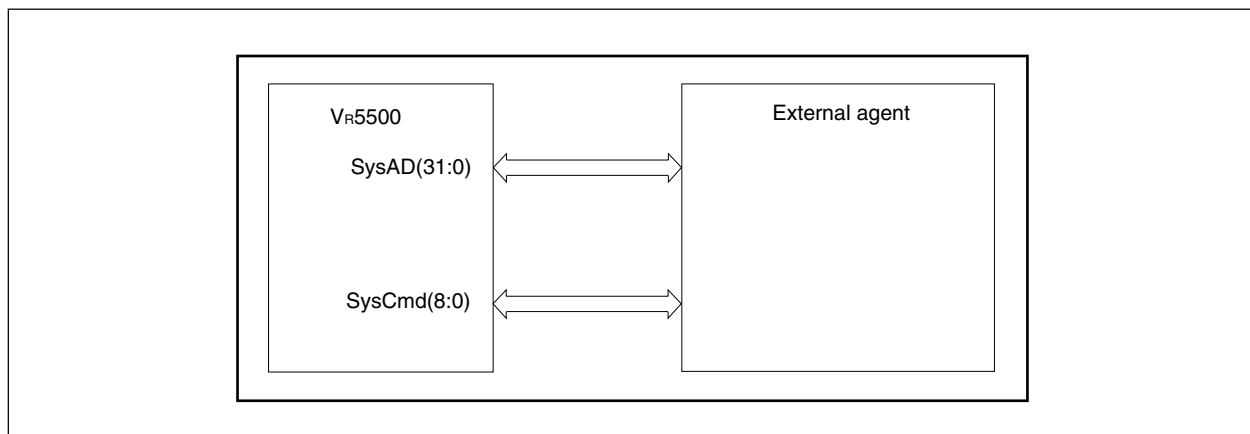 VR5500
External agent
SysAD(31:0)
SysCmd(8:0)